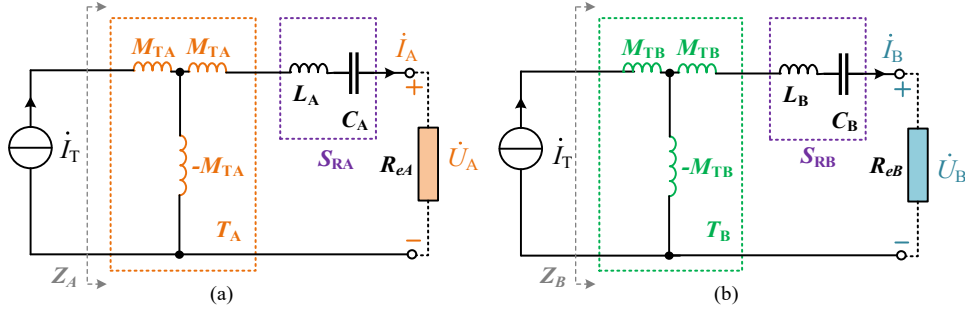 M_TA M_TA
İ_A
+
L_A
C_A
İ_T
-M_TA
S_RA
R_eA
U̇_A
T_A
−
Z_A
(a)
M_TB M_TB
İ_B
+
L_B
C_B
İ_T
-M_TB
S_RB
R_eB
U̇_B
T_B
−
Z_B
(b)